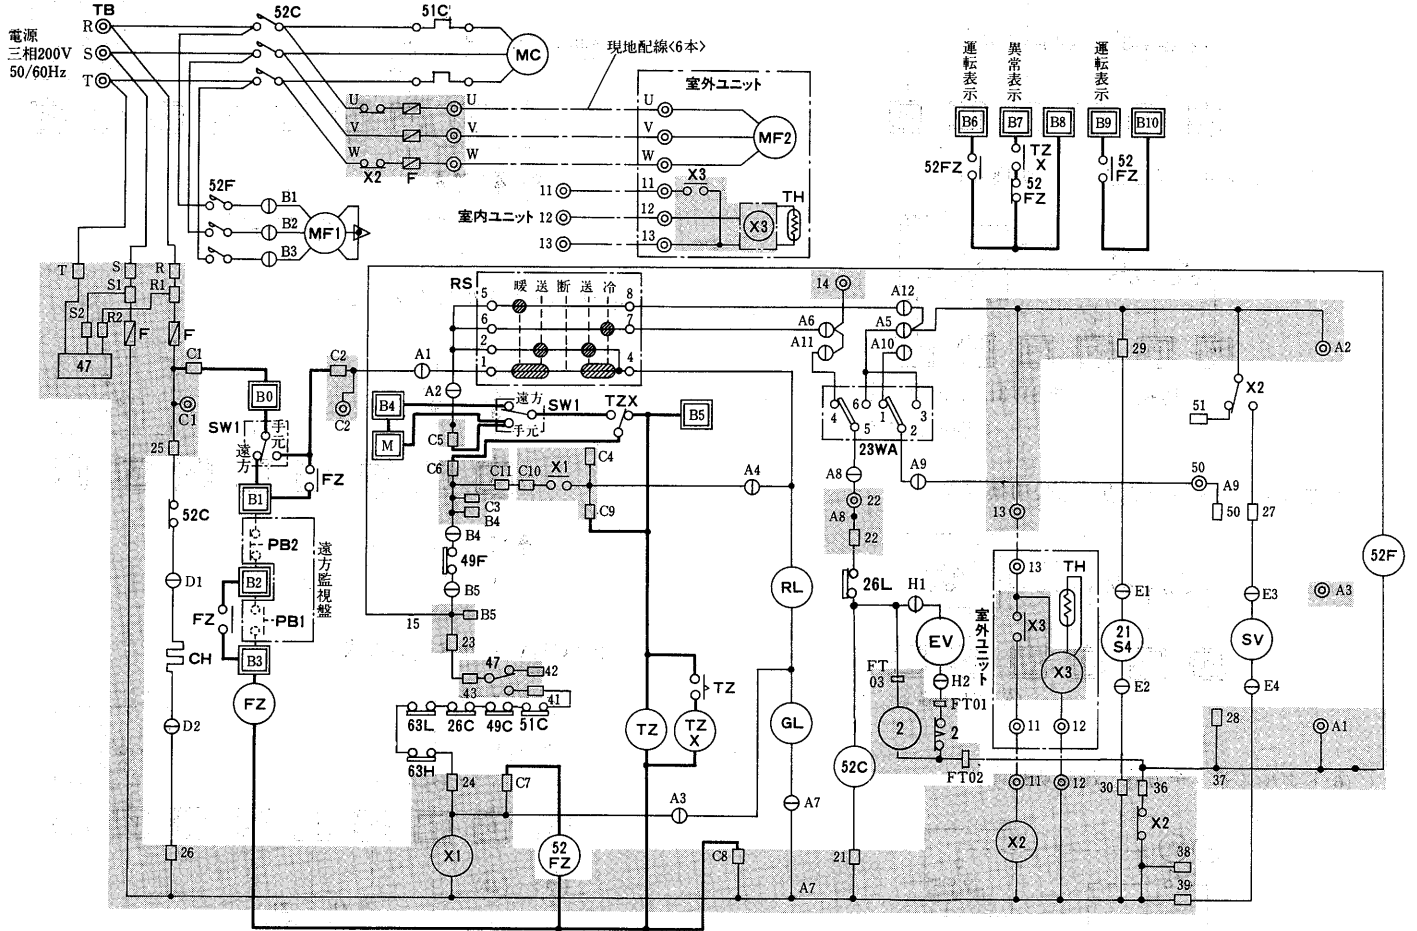 TB
52C
51C
電源
三相200V
50/60Hz
R
S
T
MC
現地配線<6本>
室外ユニット
U
V
W
X2
F
U
V
W
U
V
W
MF2
運転表示
異常表示
運転表示
B6
B7
B8
B9
B10
52FZ
TZ
X
52
FZ
52
FZ
52F
B1
B2
B3
MF1
11
12
13
室内ユニット
11
12
13
X3
X3
TH
T
S
R
S1
R1
S2
R2
F
F
47
C1
C1
C2
C2
A1
RS
暖
送
断
送
冷
5
6
2
1
8
7
4
A2
14
A6
A11
A12
A5
A10
29
A2
B0
SW1
手元
遠方
25
FZ
B1
B4
M
遠方
手元
SW1
TZX
B5
C5
C6
C11
C10
X1
C4
C9
C3
B4
4
5
6
1
2
3
23WA
A4
A8
22
A8
22
A9
50
A9
50
51
X2
27
52C
PB2
B2
PB1
FZ
B3
遠方監視盤
D1
CH
D2
FZ
26
B4
49F
B5
B5
15
23
47
42
43
41
63L
26C
49C
51C
63H
24
C7
X1
52
FZ
TZ
TZ
TZ
X
RL
GL
A3
A7
A7
C8
26L
H1
EV
H2
FT
03
FT01
2
2
FT02
52C
21
13
13
X3
TH
X3
室外ユニット
11
12
11
12
X2
E1
21
S4
E2
30
36
X2
38
39
E3
SV
E4
28
37
A1
A3
52F